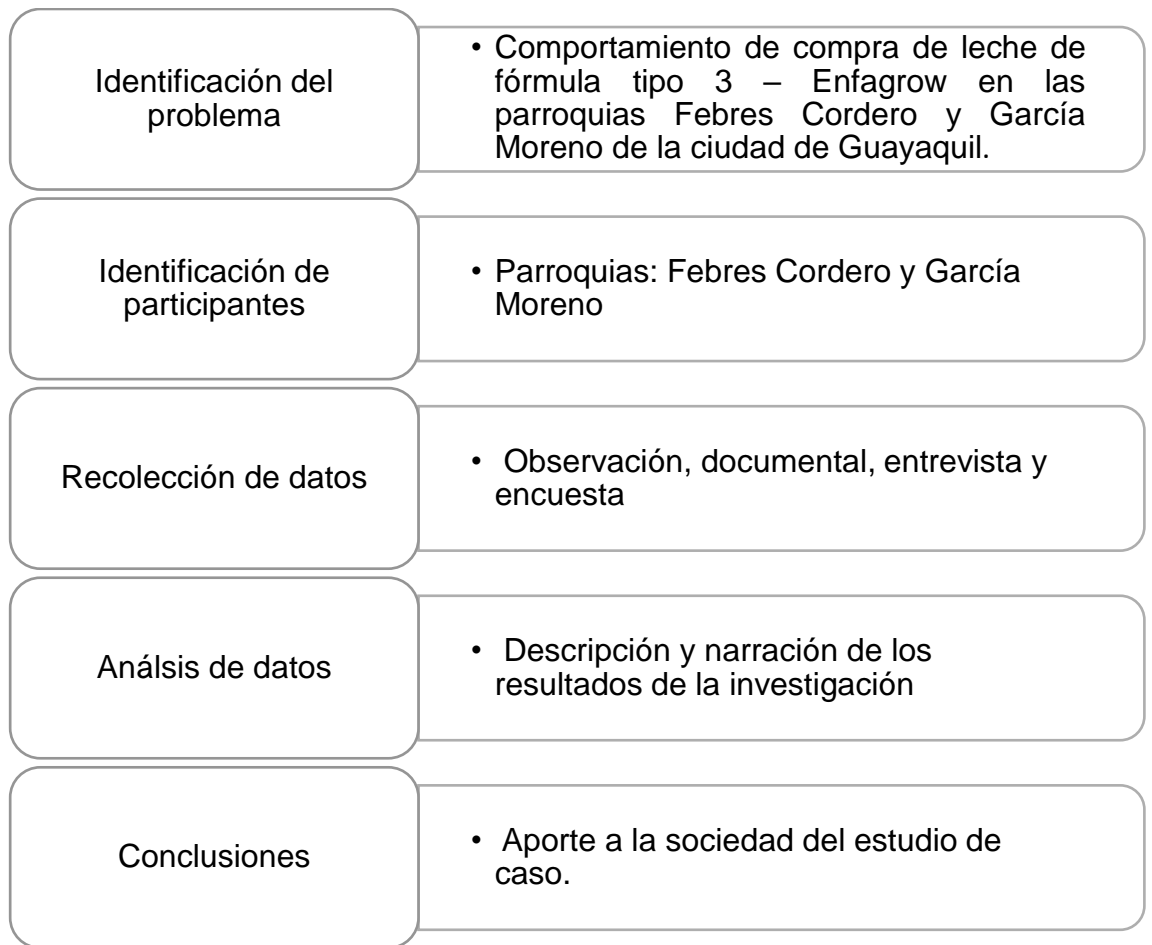 Identificación del
problema
• Comportamiento de compra de leche de
fórmula tipo 3 – Enfagrow en las
parroquias Febres Cordero y García
Moreno de la ciudad de Guayaquil.
Identificación de
participantes
• Parroquias: Febres Cordero y García
Moreno
Recolección de datos
• Observación, documental, entrevista y
encuesta
Análsis de datos
• Descripción y narración de los
resultados de la investigación
Conclusiones
• Aporte a la sociedad del estudio de
caso.